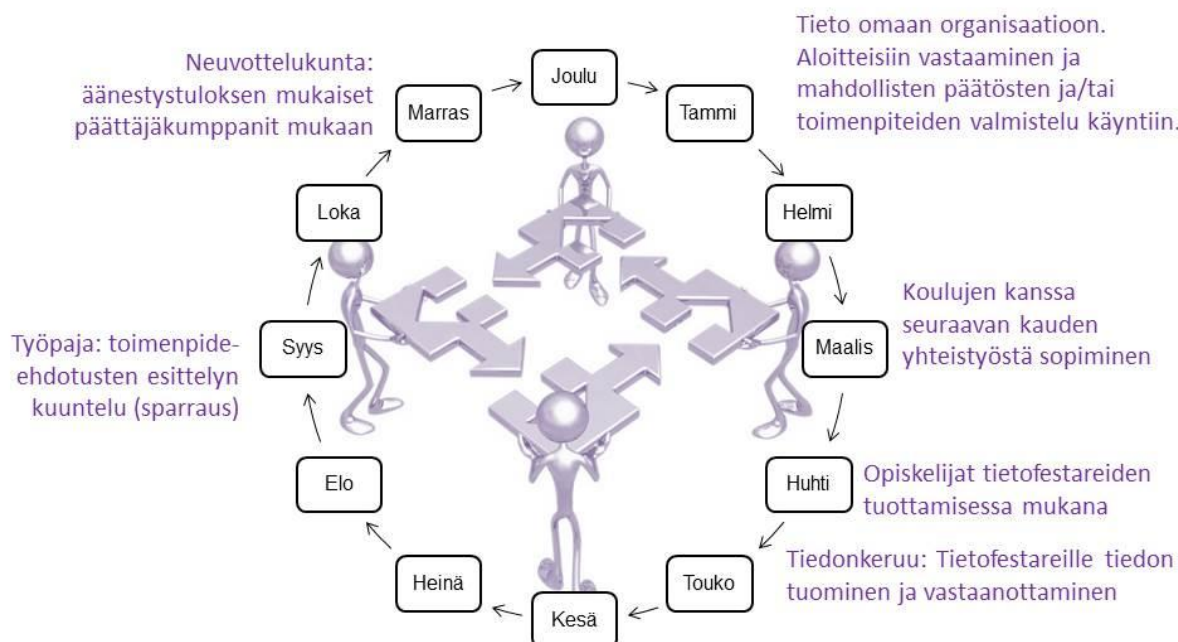 Tieto omaan organisaatioon.
Aloitteisiin vastaaminen ja
mahdollisten päätösten ja/tai
toimenpiteiden valmistelu käyntiin.
Neuvottelukunta:
äänestystuloksen mukaiset
päättäjäkumppanit mukaan
Joulu
Marras
Tammi
Loka
Helmi
Koulujen kanssa
seuraavan kauden
yhteistyöstä sopiminen
Työpaja: toimenpide-
ehdotusten esittelyn
kuuntelu (sparraus)
Syys
Maalis
Elo
Huhti
Opiskelijat tietofestareiden
tuottamisessa mukana
Tiedonkeruu: Tietofestareille tiedon
tuominen ja vastaanottaminen
Heinä
Touko
Kesä